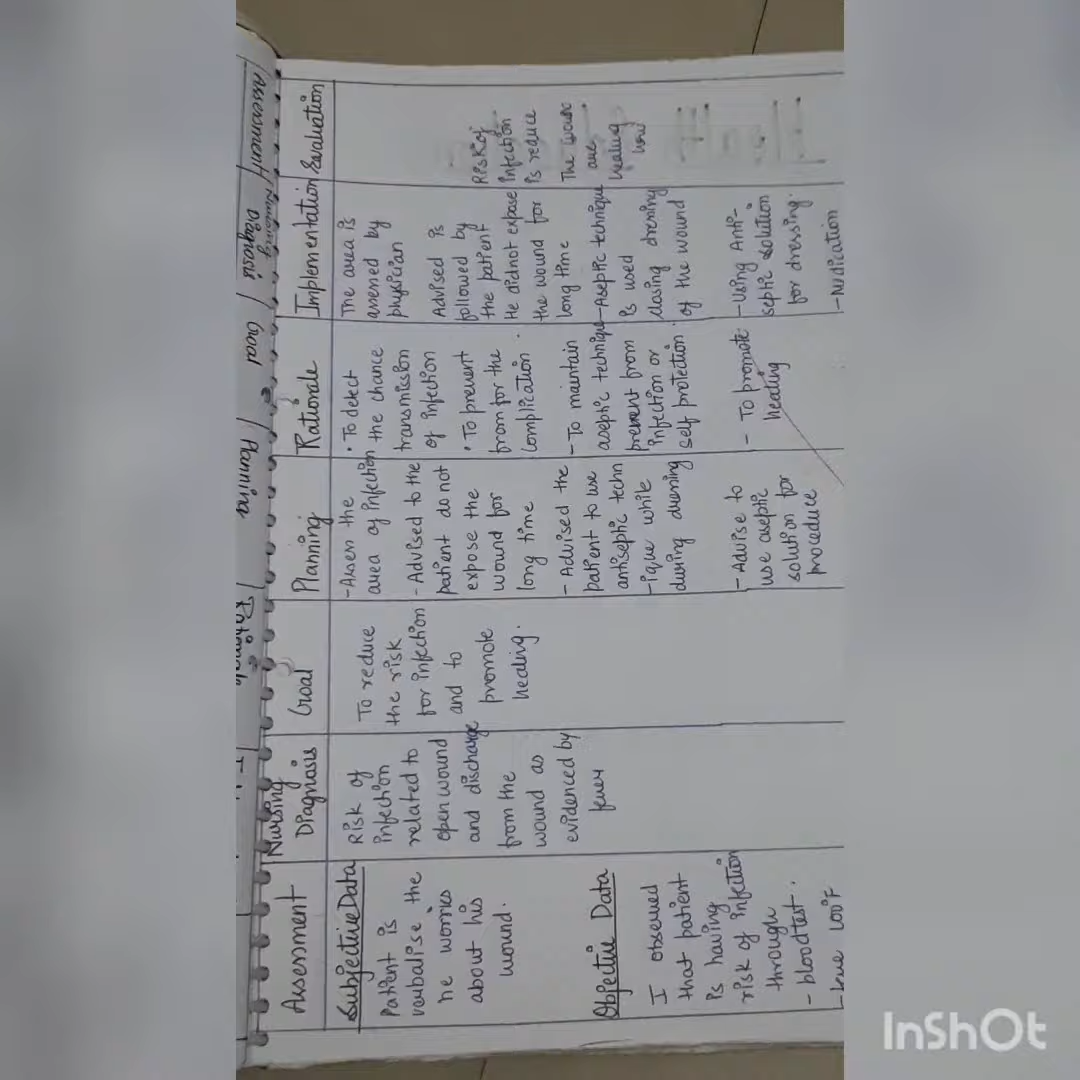 Assessment
Subjective Data
Patient is
verbalise the
he worries
about his
wound.
Objective Data
I observed
that patient
is having
risk of infection
through
- blood test.
Nursing
Diagnosis
Risk of
infection
related to
open wound
and discharge
from the
wound as
evidenced by
fever
Goal
To reduce
the risk
for infection
and to
promote
healing.
Planning
- Assess the
area of infection
- Advised to the
patient do not
expose the
wound for
long time
- Advised the
patient to use
antiseptic techn
-ique while
during dressing
- Advise to
use aseptic
solution for
procedure
Rationale
• To detect
the chance
transmission
of infection
• To prevent
from for the
complication.
- To maintain
aseptic technique
prevent from
infection or
self protection.
- To promote
healing
Implementation
The area is
assessed by
physician
Advised is
followed by
the patient
He didnot expose
the wound for
long time
- Aseptic technique
is used
closing dressing
of the wound
- Using Anti-
septic solution
for dressing.
- Medication
Evaluation
Risk of
infection
is reduce
The wound
are
healing
now
Assessment
Nursing
Diagnosis
Goal
Planning
InShOt